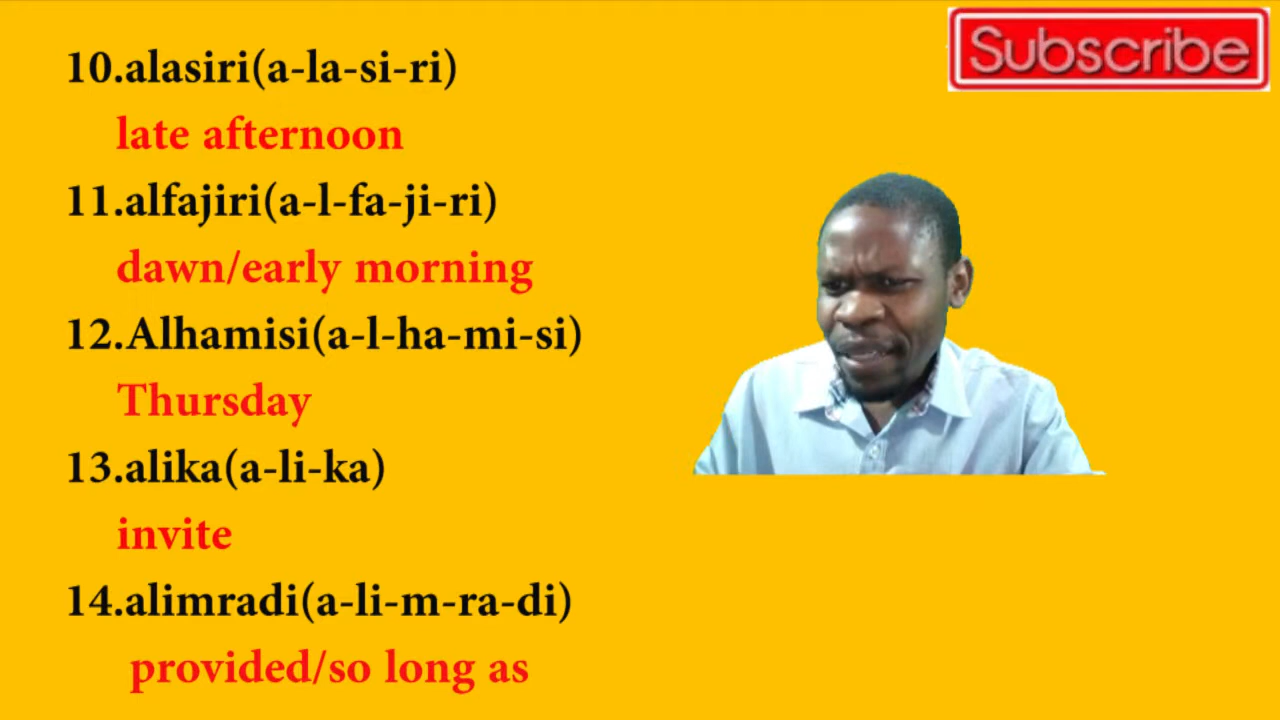 10.alasiri(a-la-si-ri)
late afternoon
11.alfajiri(a-l-fa-ji-ri)
dawn/early morning
12.Alhamisi(a-l-ha-mi-si)
Thursday
13.alika(a-li-ka)
invite
14.alimradi(a-li-m-ra-di)
provided/so long as
Subscribe